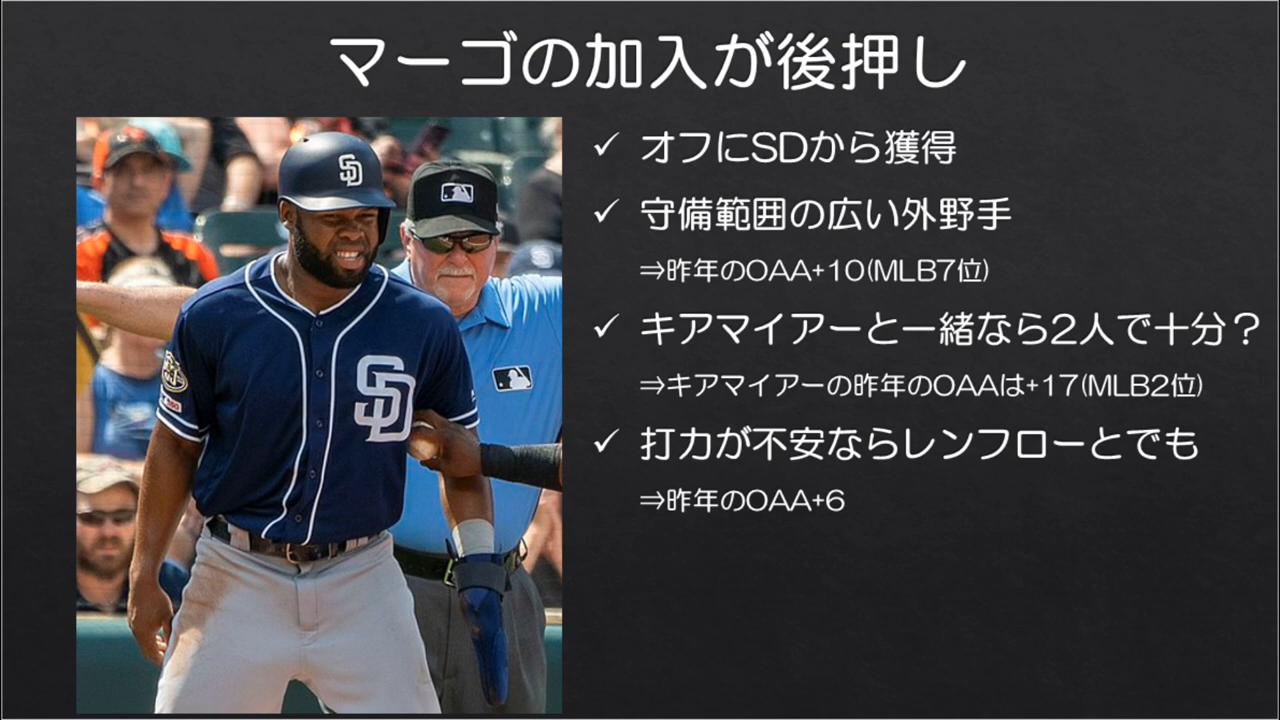 マーゴの加入が後押し
✓ オフにSDから獲得
✓ 守備範囲の広い外野手
⇒昨年のOAA+10(MLB7位)
✓ キアマイアーと一緒なら2人で十分？
⇒キアマイアーの昨年のOAAは+17(MLB2位)
✓ 打力が不安ならレンフローとでも
⇒昨年のOAA+6
SD
SD